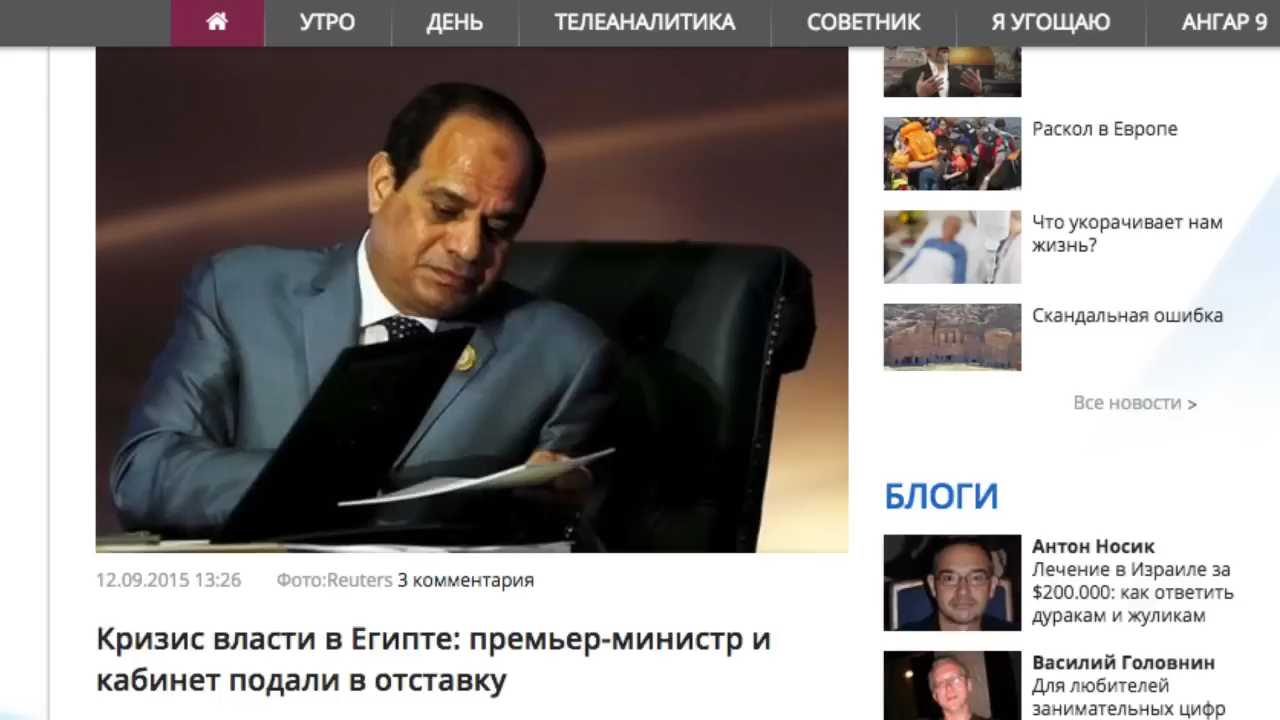 УТРО
ДЕНЬ
ТЕЛЕАНАЛИТИКА
СОВЕТНИК
Я УГОЩАЮ
АНГАР 9
12.09.2015 13:26
Фото:Reuters 3 комментария
Кризис власти в Египте: премьер-министр и
кабинет подали в отставку
Раскол в Европе
Что укорачивает нам
жизнь?
Скандальная ошибка
Все новости >
БЛОГИ
Антон Носик
Лечение в Израиле за
$200.000: как ответить
дуракам и жуликам
Василий Головнин
Для любителей
занимательных цифр